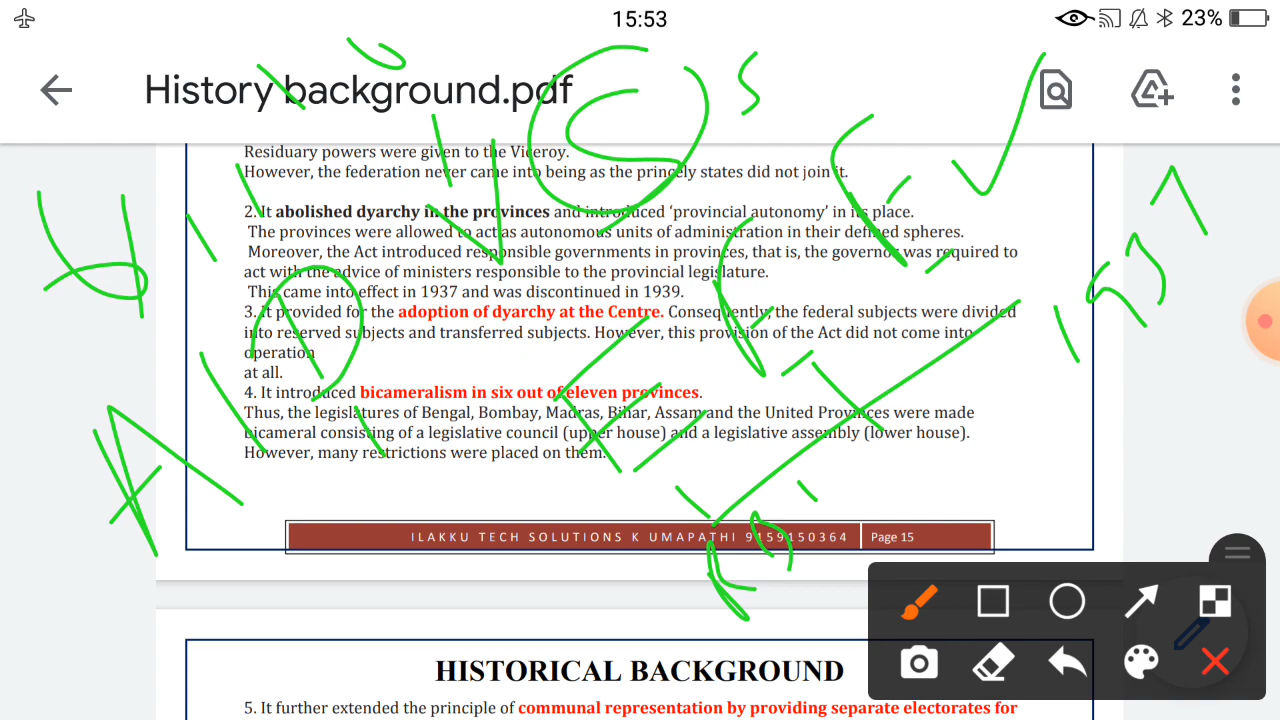 15:53
23%
History background.pdf
Residuary powers were given to the Viceroy.
However, the federation never came into being as the princely states did not join it.
2. It abolished dyarchy in the provinces and introduced ‘provincial autonomy’ in its place.
The provinces were allowed to act as autonomous units of administration in their defined spheres.
Moreover, the Act introduced responsible governments in provinces, that is, the governor was required to
act with the advice of ministers responsible to the provincial legislature.
This came into effect in 1937 and was discontinued in 1939.
3. It provided for the adoption of dyarchy at the Centre. Consequently, the federal subjects were divided
into reserved subjects and transferred subjects. However, this provision of the Act did not come into
operation
at all.
4. It introduced bicameralism in six out of eleven provinces.
Thus, the legislatures of Bengal, Bombay, Madras, Bihar, Assam and the United Provinces were made
bicameral consisting of a legislative council (upper house) and a legislative assembly (lower house).
However, many restrictions were placed on them.
ILAKKU TECH SOLUTIONS K UMAPATHI 9159150364 Page 15
HISTORICAL BACKGROUND
5. It further extended the principle of communal representation by providing separate electorates for